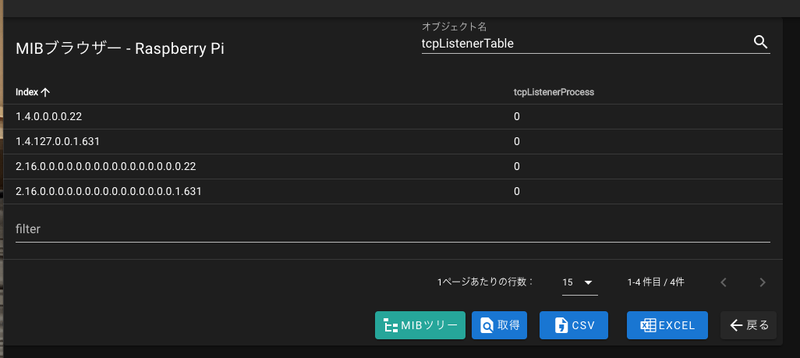 オブジェクト名
MIBブラウザー - Raspberry Pi
tcpListenerTable
Index tcpListenerProcess
1.4.0.0.0.0.22 0
1.4.127.0.0.1.631 0
2.16.0.0.0.0.0.0.0.0.0.0.0.0.0.0.0.0.22 0
2.16.0.0.0.0.0.0.0.0.0.0.0.0.0.0.0.1.631 0
filter
1ページあたりの行数： 15 1-4 件目 / 4件
MIBツリー 取得 CSV EXCEL 戻る